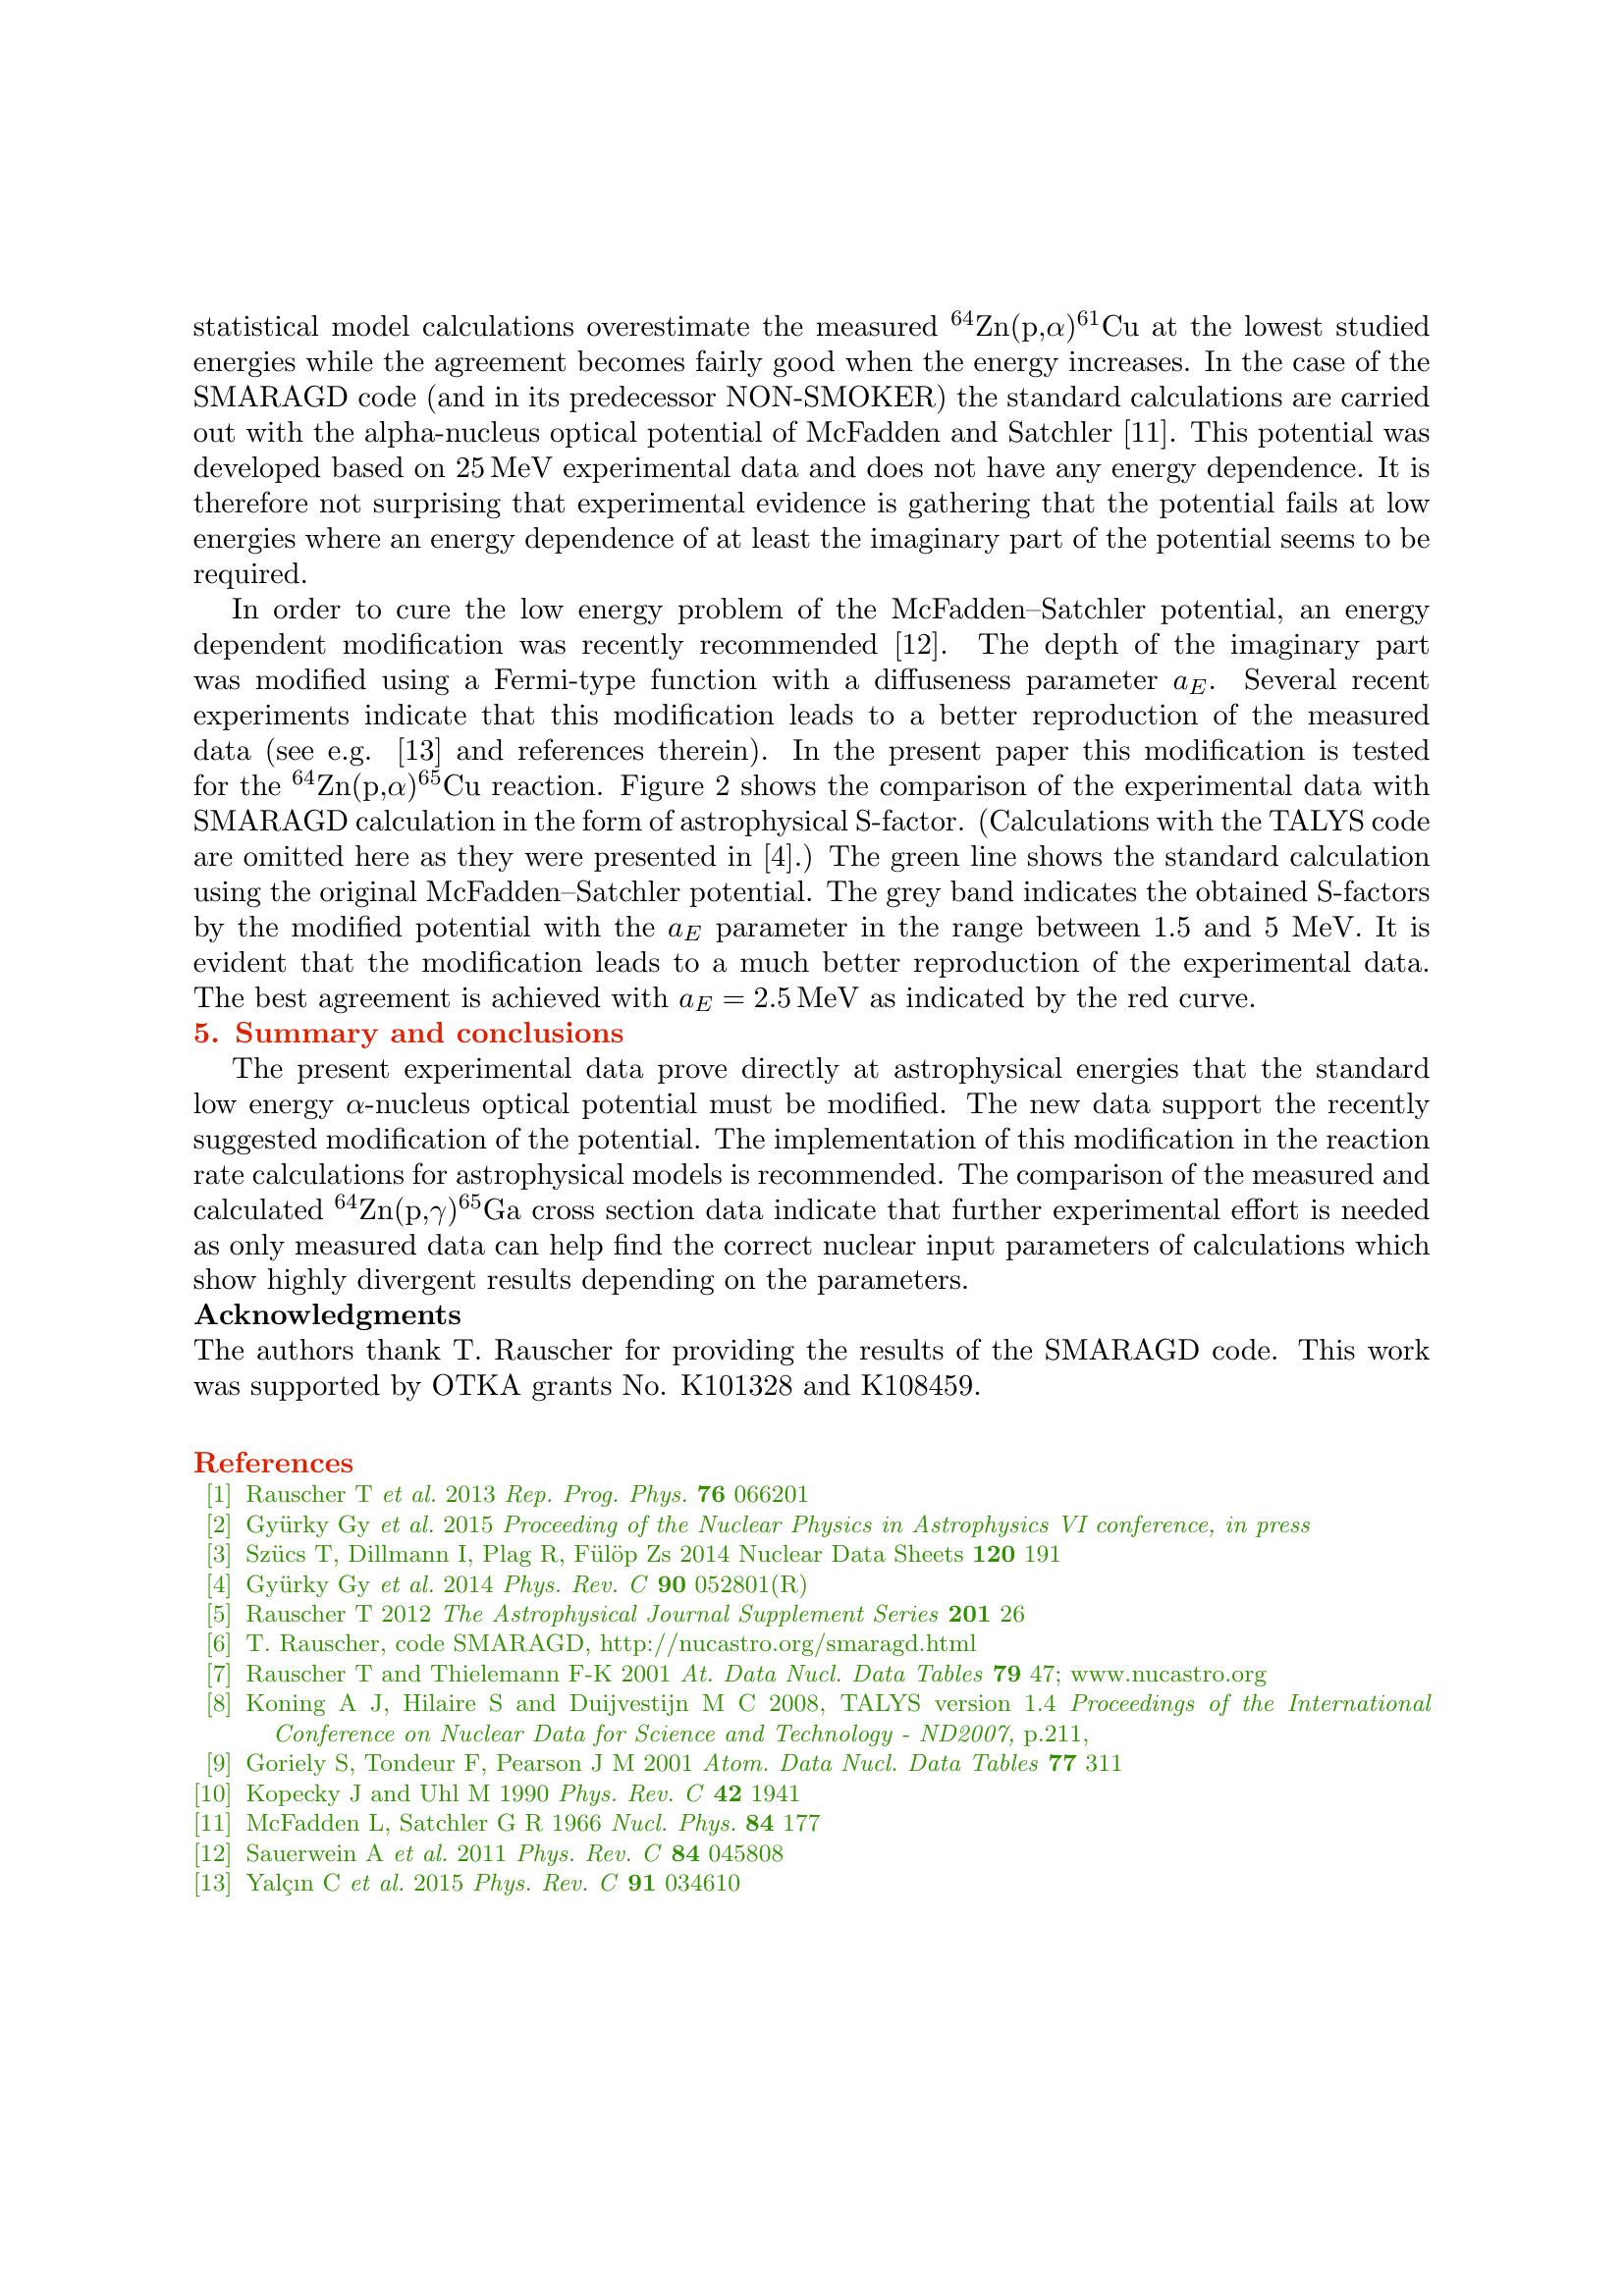 statistical model calculations overestimate the measured ⁶⁴Zn(p,α)⁶¹Cu at the lowest studied
energies while the agreement becomes fairly good when the energy increases. In the case of the
SMARAGD code (and in its predecessor NON-SMOKER) the standard calculations are carried
out with the alpha-nucleus optical potential of McFadden and Satchler [11]. This potential was
developed based on 25 MeV experimental data and does not have any energy dependence. It is
therefore not surprising that experimental evidence is gathering that the potential fails at low
energies where an energy dependence of at least the imaginary part of the potential seems to be
required.
In order to cure the low energy problem of the McFadden–Satchler potential, an energy
dependent modification was recently recommended [12]. The depth of the imaginary part
was modified using a Fermi-type function with a diffuseness parameter a_E. Several recent
experiments indicate that this modification leads to a better reproduction of the measured
data (see e.g. [13] and references therein). In the present paper this modification is tested
for the ⁶⁴Zn(p,α)⁶⁵Cu reaction. Figure 2 shows the comparison of the experimental data with
SMARAGD calculation in the form of astrophysical S-factor. (Calculations with the TALYS code
are omitted here as they were presented in [4].) The green line shows the standard calculation
using the original McFadden–Satchler potential. The grey band indicates the obtained S-factors
by the modified potential with the a_E parameter in the range between 1.5 and 5 MeV. It is
evident that the modification leads to a much better reproduction of the experimental data.
The best agreement is achieved with a_E = 2.5 MeV as indicated by the red curve.
5. Summary and conclusions
The present experimental data prove directly at astrophysical energies that the standard
low energy α-nucleus optical potential must be modified. The new data support the recently
suggested modification of the potential. The implementation of this modification in the reaction
rate calculations for astrophysical models is recommended. The comparison of the measured and
calculated ⁶⁴Zn(p,γ)⁶⁵Ga cross section data indicate that further experimental effort is needed
as only measured data can help find the correct nuclear input parameters of calculations which
show highly divergent results depending on the parameters.
Acknowledgments
The authors thank T. Rauscher for providing the results of the SMARAGD code. This work
was supported by OTKA grants No. K101328 and K108459.
References
[1] Rauscher T et al. 2013 Rep. Prog. Phys. 76 066201
[2] Gyürky Gy et al. 2015 Proceeding of the Nuclear Physics in Astrophysics VI conference, in press
[3] Szücs T, Dillmann I, Plag R, Fülöp Zs 2014 Nuclear Data Sheets 120 191
[4] Gyürky Gy et al. 2014 Phys. Rev. C 90 052801(R)
[5] Rauscher T 2012 The Astrophysical Journal Supplement Series 201 26
[6] T. Rauscher, code SMARAGD, http://nucastro.org/smaragd.html
[7] Rauscher T and Thielemann F-K 2001 At. Data Nucl. Data Tables 79 47; www.nucastro.org
[8] Koning A J, Hilaire S and Duijvestijn M C 2008, TALYS version 1.4 Proceedings of the International
Conference on Nuclear Data for Science and Technology - ND2007, p.211,
[9] Goriely S, Tondeur F, Pearson J M 2001 Atom. Data Nucl. Data Tables 77 311
[10] Kopecky J and Uhl M 1990 Phys. Rev. C 42 1941
[11] McFadden L, Satchler G R 1966 Nucl. Phys. 84 177
[12] Sauerwein A et al. 2011 Phys. Rev. C 84 045808
[13] Yalçın C et al. 2015 Phys. Rev. C 91 034610